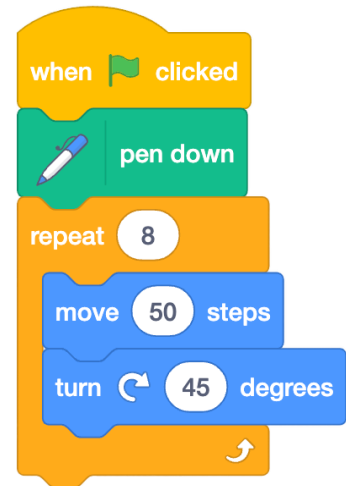 when clicked
pen down
repeat 8
move 50 steps
turn 45 degrees